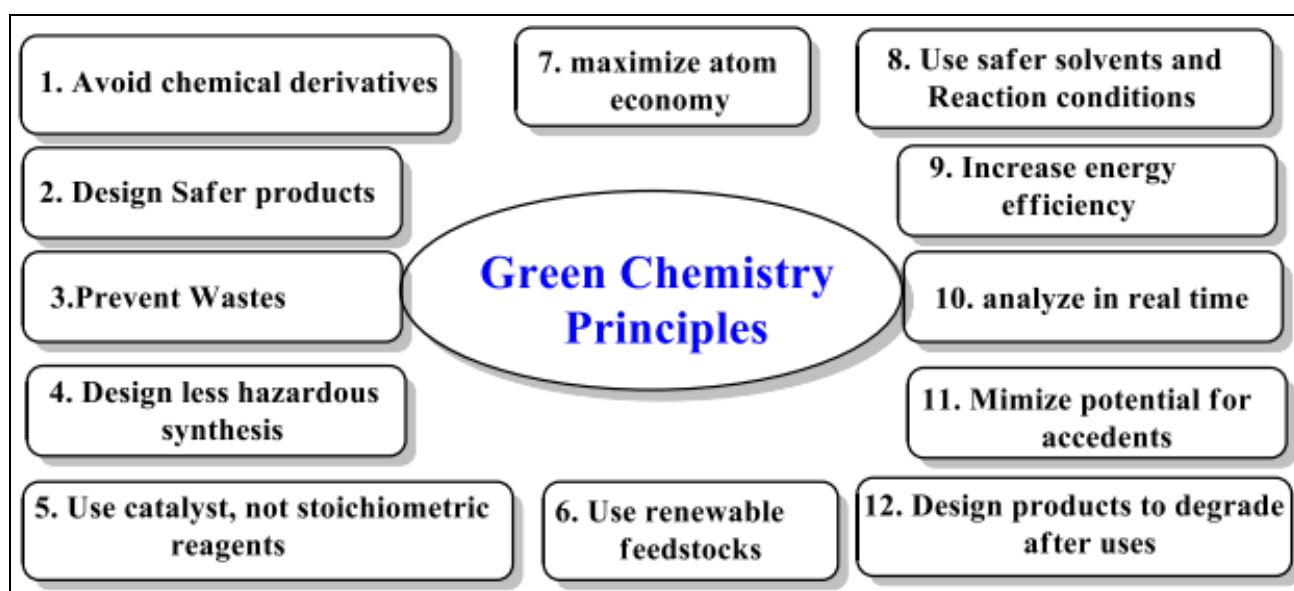 1. Avoid chemical derivatives
2. Design Safer products
3.Prevent Wastes
4. Design less hazardous
synthesis
5. Use catalyst, not stoichiometric
reagents
6. Use renewable
feedstocks
7. maximize atom
economy
8. Use safer solvents and
Reaction conditions
9. Increase energy
efficiency
10. analyze in real time
11. Mimize potential for
accedents
12. Design products to degrade
after uses
Green Chemistry
Principles